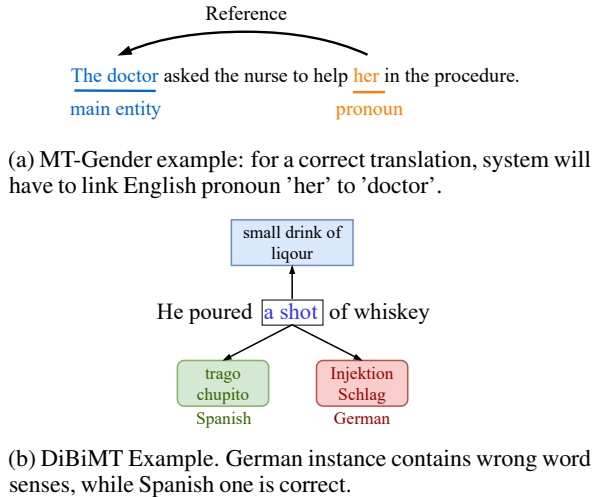 Reference
The doctor asked the nurse to help her in the procedure.
main entity pronoun
(a) MT-Gender example: for a correct translation, system will
have to link English pronoun ’her’ to ’doctor’.
small drink of
liqour
He poured a shot of whiskey
trago
chupito
Spanish
Injektion
Schlag
German
(b) DiBiMT Example. German instance contains wrong word
senses, while Spanish one is correct.